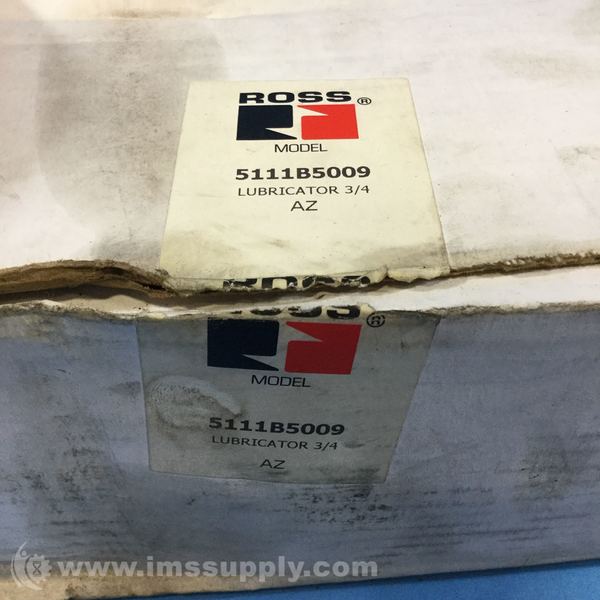 ROSS®
MODEL
5111B5009
LUBRICATOR 3/4
AZ
ROSS
®
MODEL
5111B5009
LUBRICATOR 3/4
AZ
www.imssupply.com